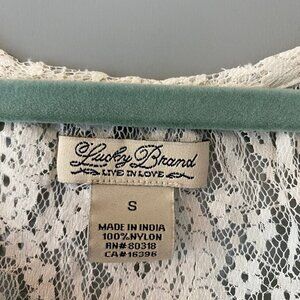 Lucky Brand
LIVE IN LOVE
S
MADE IN INDIA
100%NYLON
RN#80318
CA#16396